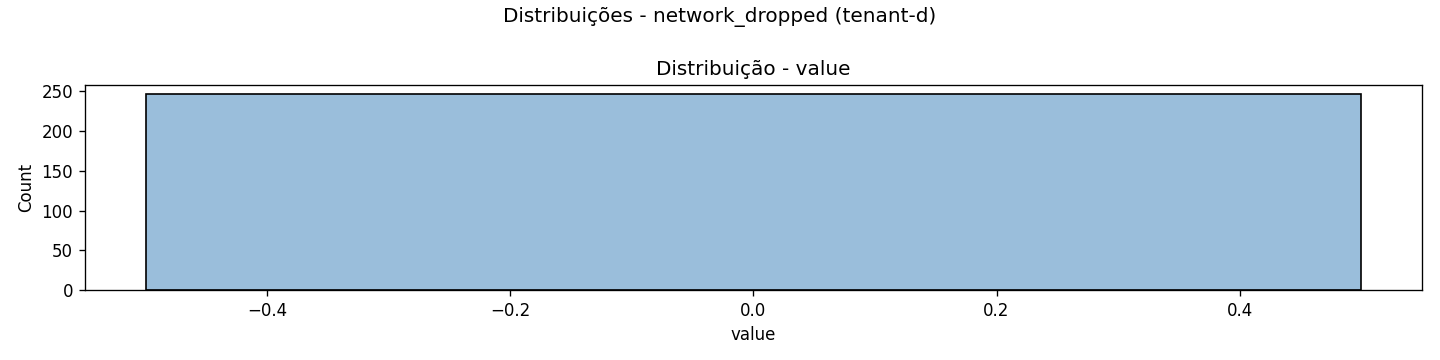 Distribuições - network_dropped (tenant-d)
Distribuição - value
250
200
150
100
50
0
Count
−0.4 −0.2 0.0 0.2 0.4
value